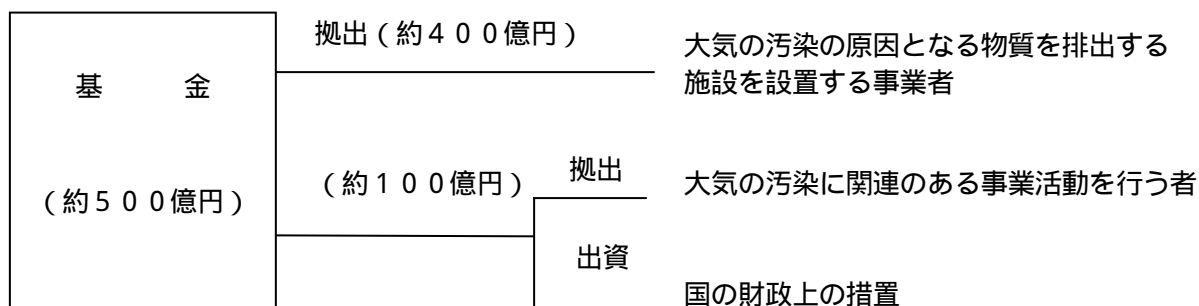 拠出(約400億円)
大気の汚染の原因となる物質を排出する
施設を設置する事業者
基　　金
(約500億円)
(約100億円)
拠出
大気の汚染に関連のある事業活動を行う者
出資
国の財政上の措置